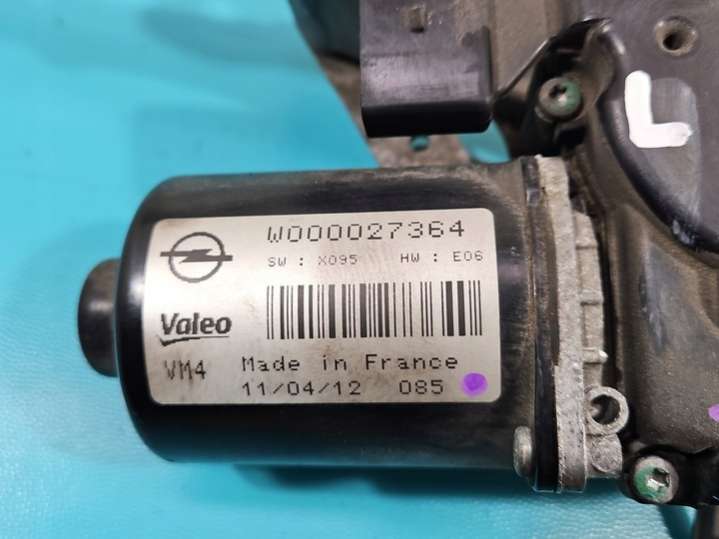 L
W000027364
SW : X095 HW : E06
Valeo
VM4 Made in France
11/04/12 085